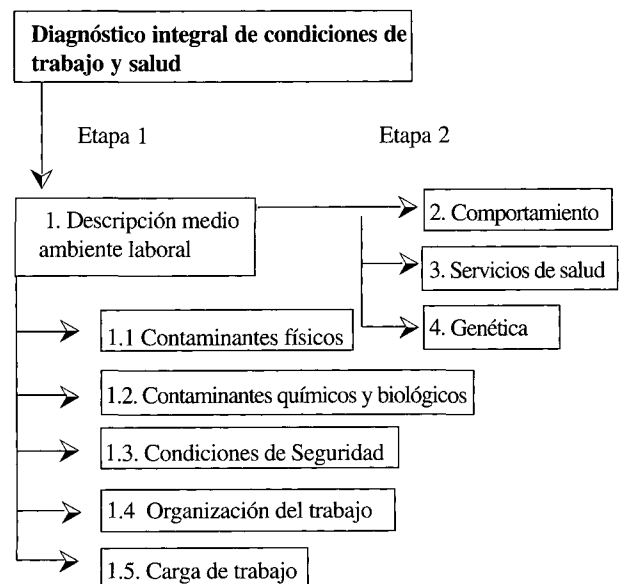 Diagnóstico integral de condiciones de
trabajo y salud
Etapa 1
Etapa 2
1. Descripción medio
ambiente laboral
2. Comportamiento
3. Servicios de salud
4. Genética
1.1 Contaminantes físicos
1.2. Contaminantes químicos y biológicos
1.3. Condiciones de Seguridad
1.4 Organización del trabajo
1.5. Carga de trabajo